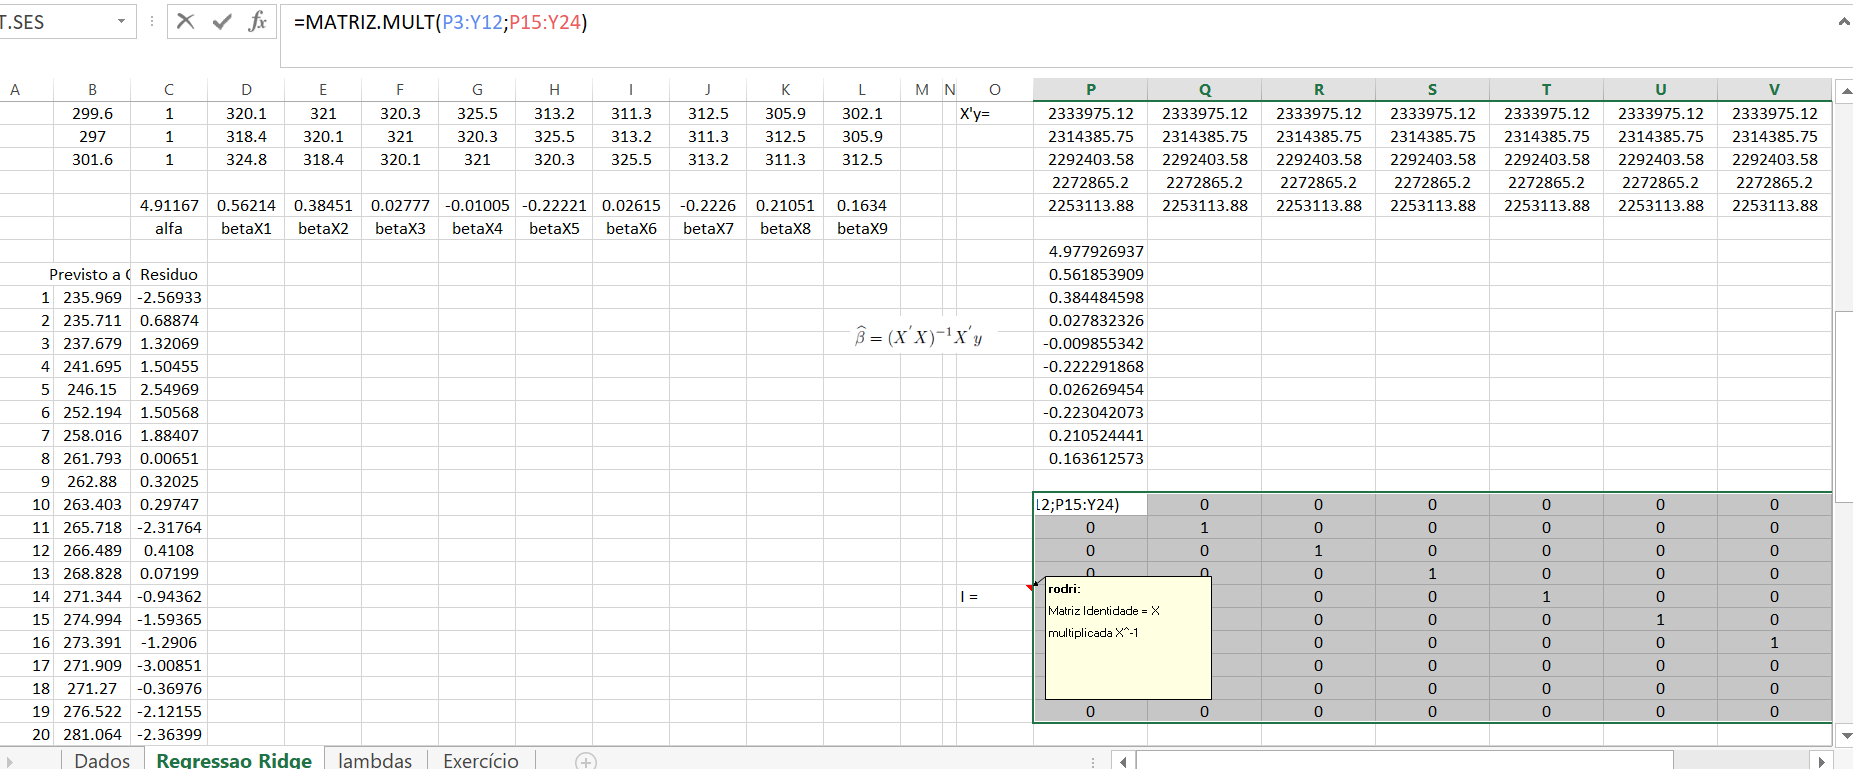 T.SES
=MATRIZ.MULT(P3:Y12;P15:Y24)
A B C D E F G H I J K L M N O P Q R S T U V
299.6 1 320.1 321 320.3 325.5 313.2 311.3 312.5 305.9 302.1 X'y= 2333975.12 2333975.12 2333975.12 2333975.12 2333975.12 2333975.12 2333975.12
297 1 318.4 320.1 321 320.3 325.5 313.2 311.3 312.5 305.9 2314385.75 2314385.75 2314385.75 2314385.75 2314385.75 2314385.75 2314385.75
301.6 1 324.8 318.4 320.1 321 320.3 325.5 313.2 311.3 312.5 2292403.58 2292403.58 2292403.58 2292403.58 2292403.58 2292403.58 2292403.58
2272865.2 2272865.2 2272865.2 2272865.2 2272865.2 2272865.2 2272865.2
4.91167 0.56214 0.38451 0.02777 -0.01005 -0.22221 0.02615 -0.2226 0.21051 0.1634 2253113.88 2253113.88 2253113.88 2253113.88 2253113.88 2253113.88 2253113.88
alfa betaX1 betaX2 betaX3 betaX4 betaX5 betaX6 betaX7 betaX8 betaX9
4.977926937
Previsto a Residuo 0.561853909
1 235.969 -2.56933 0.384484598
2 235.711 0.68874 0.027832326
3 237.679 1.32069 -0.009855342
β̂ = (X′X)⁻¹X′y
4 241.695 1.50455 -0.222291868
5 246.15 2.54969 0.026269454
6 252.194 1.50568 -0.223042073
7 258.016 1.88407 0.210524441
8 261.793 0.00651 0.163612573
9 262.88 0.32025
10 263.403 0.29747 12;P15:Y24) 0 0 0 0 0 0
11 265.718 -2.31764 0 1 0 0 0 0 0
12 266.489 0.4108 0 0 1 0 0 0 0
13 268.828 0.07199 0 0 0 1 0 0 0
14 271.344 -0.94362 I = 0 0 1 0 0
15 274.994 -1.59365 0 0 0 1 0
16 273.391 -1.2906 0 0 0 0 1
17 271.909 -3.00851 0 0 0 0 0
18 271.27 -0.36976 0 0 0 0 0
19 276.522 -2.12155 0 0 0 0 0 0 0
20 281.064 -2.36399
rodri:
Matriz Identidade = X
multiplicada X^-1
Dados Regressao Ridge lambdas Exercício